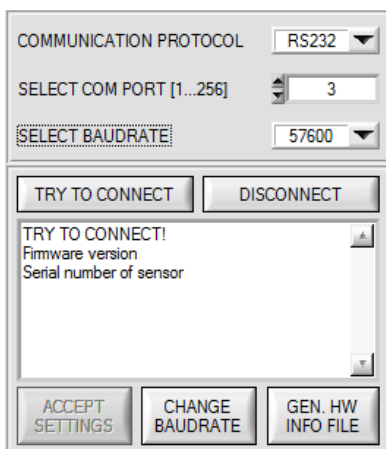 COMMUNICATION PROTOCOL RS232
SELECT COM PORT [1...256] 3
SELECT BAUDRATE 57600
TRY TO CONNECT DISCONNECT
TRY TO CONNECT!
Firmware version
Serial number of sensor
ACCEPT SETTINGS
CHANGE BAUDRATE
GEN. HW INFO FILE